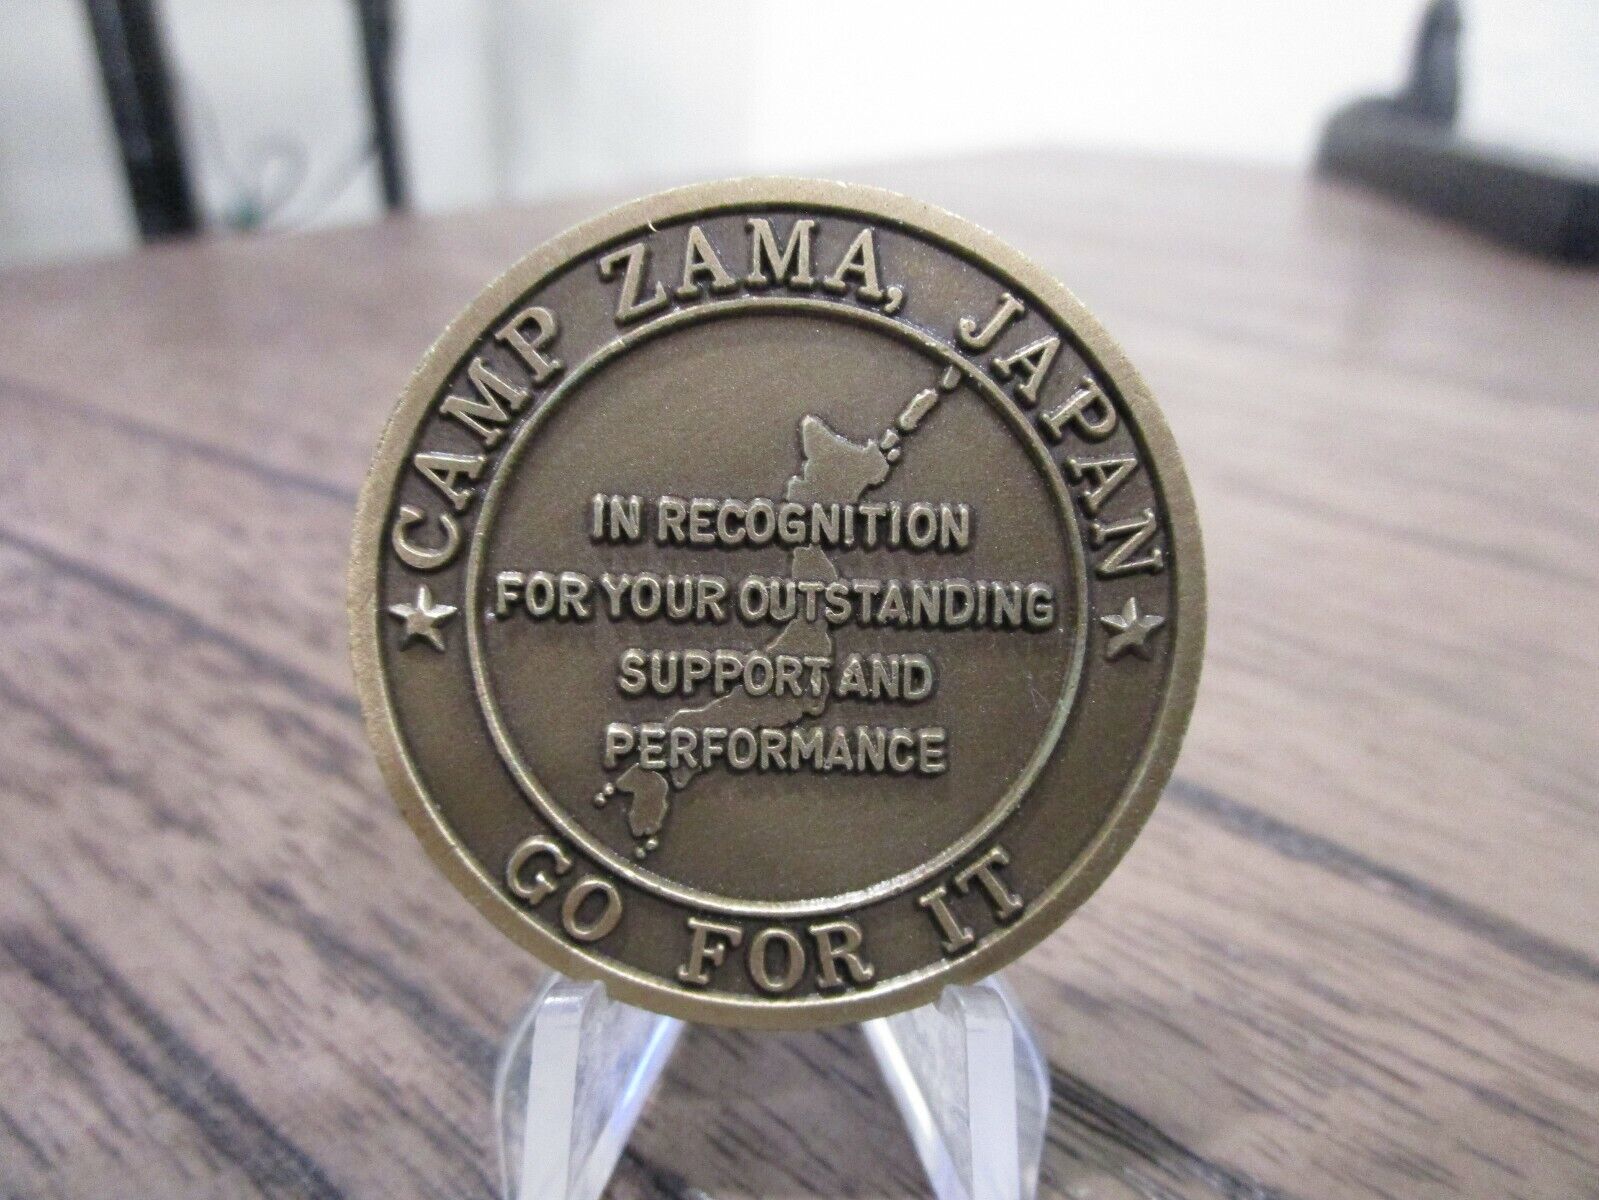 CAMP ZAMA, JAPAN
IN RECOGNITION
FOR YOUR OUTSTANDING
SUPPORT AND
PERFORMANCE
GO FOR IT